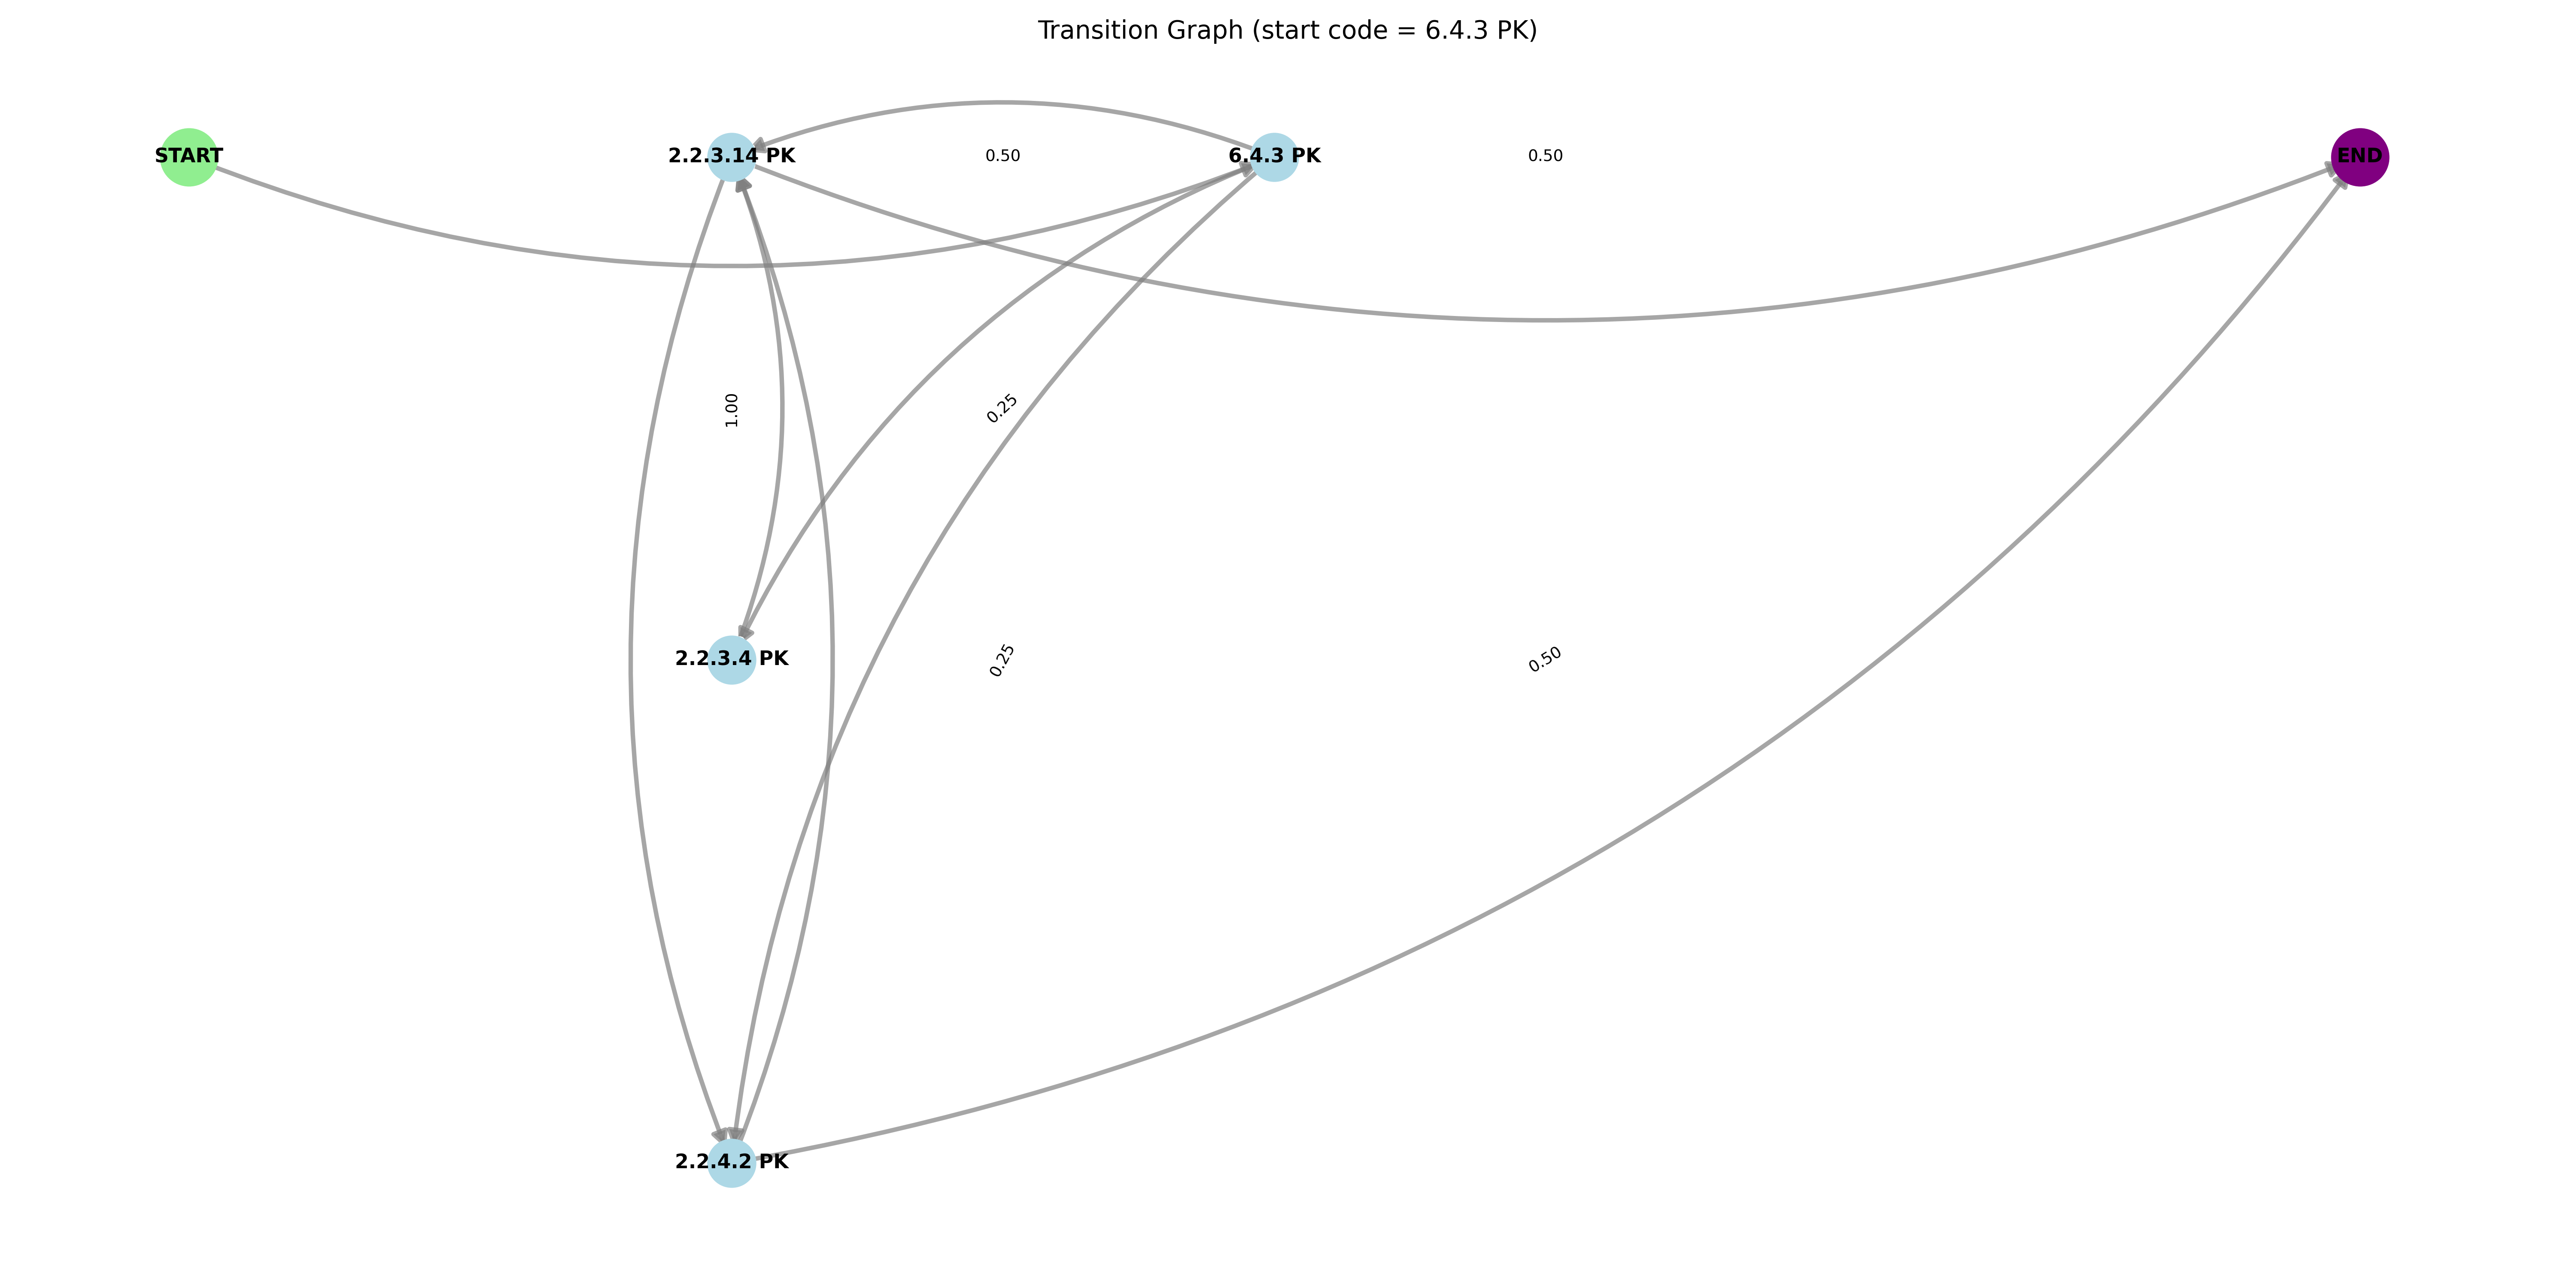 Transition Graph (start code = 6.4.3 PK)
START
2.2.3.14 PK
0.50
6.4.3 PK
0.50
END
1.00
0.25
2.2.3.4 PK
0.25
0.50
2.2.4.2 PK